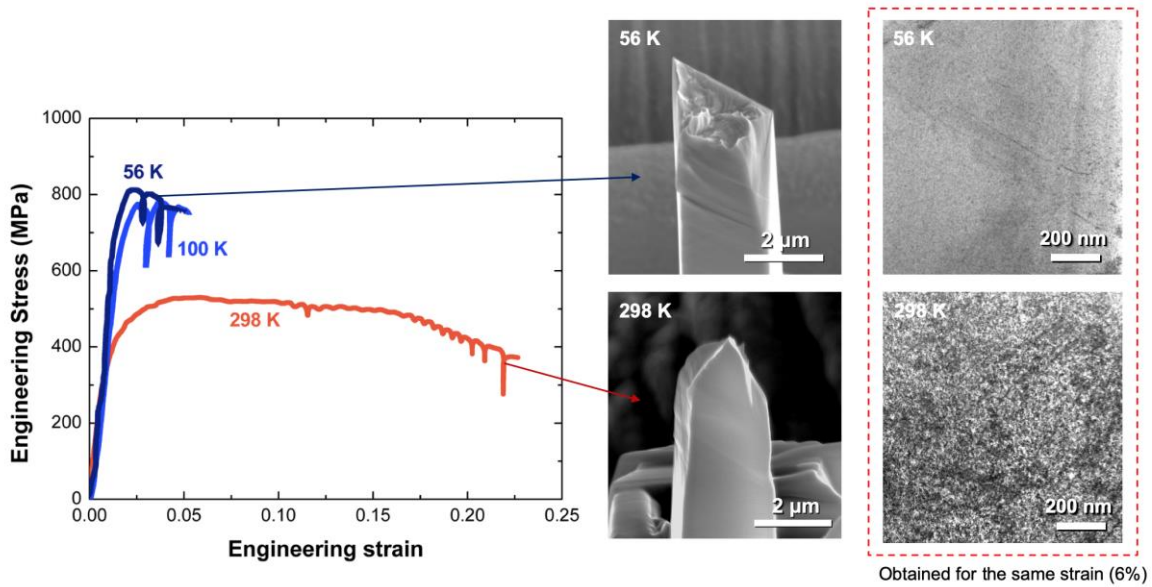 1000
800
600
400
200
0
0.00 0.05 0.10 0.15 0.20 0.25
Engineering Stress (MPa)
Engineering strain
56 K
100 K
298 K
56 K
2 μm
56 K
200 nm
298 K
2 μm
298 K
200 nm
Obtained for the same strain (6%)